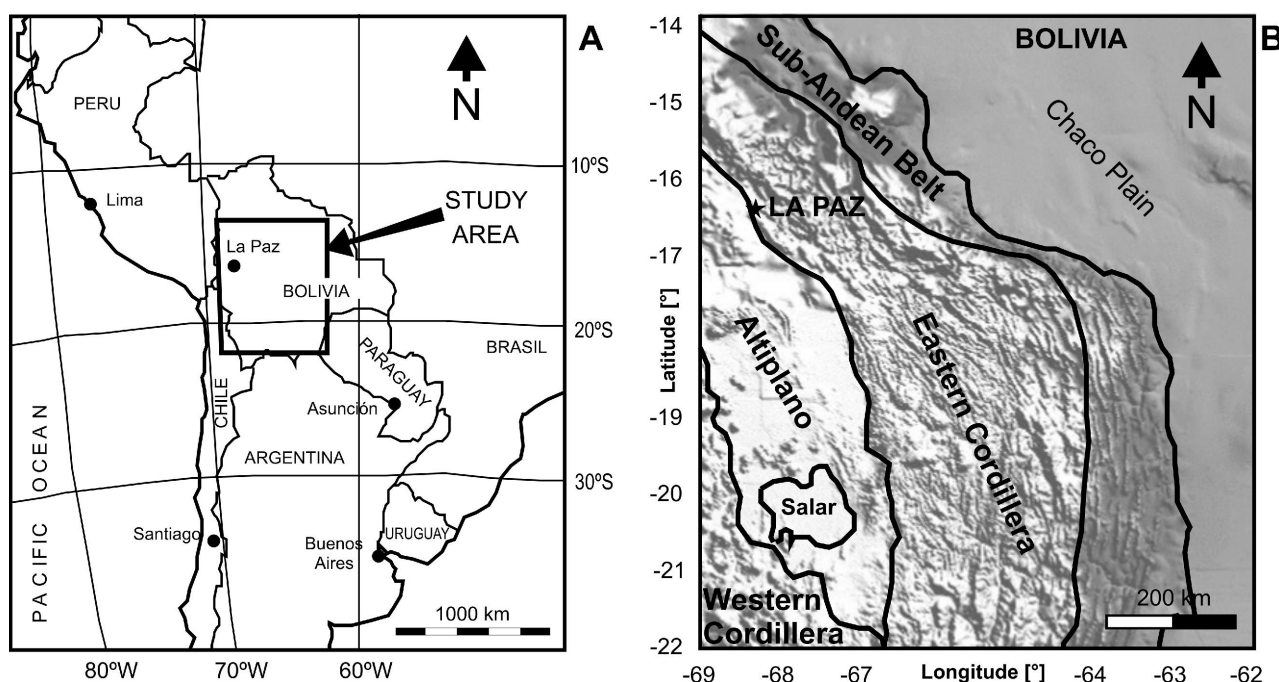 A
N
PERU
10ºS
Lima
STUDY
AREA
La Paz
BOLIVIA
20ºS
BRASIL
PARAGUAY
CHILE
Asunción
PACIFIC OCEAN
ARGENTINA
30ºS
Santiago
Buenos
Aires
URUGUAY
1000 km
80ºW
70ºW
60ºW
B
BOLIVIA
N
Sub-Andean Belt
Chaco Plain
LA PAZ
Altiplano
Eastern Cordillera
Salar
Western
Cordillera
200 km
Latitude [°]
-14
-15
-16
-17
-19
-20
-21
-22
-69
-68
-67
Longitude [°]
-64
-63
-62